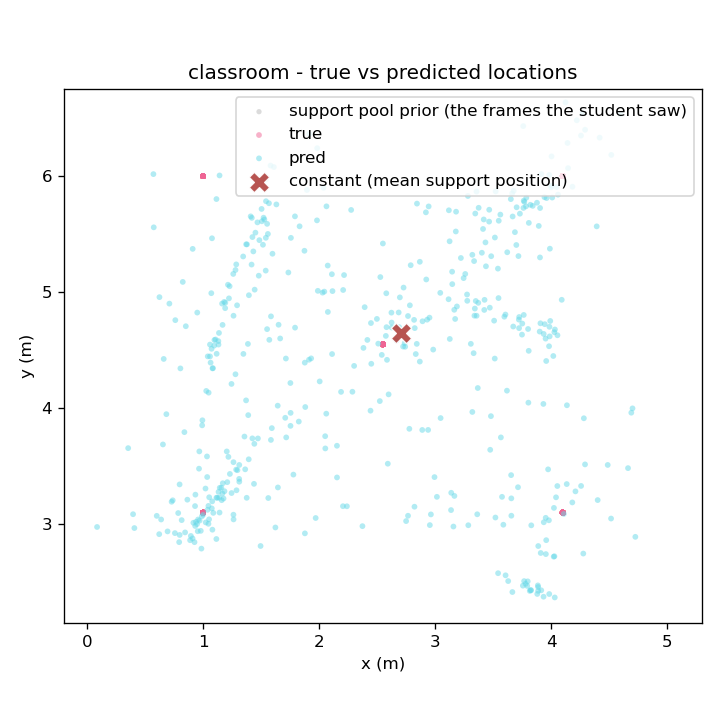 classroom - true vs predicted locations
support pool prior (the frames the student saw)
true
pred
constant (mean support position)
y (m)
6
5
4
3
0 1 2 3 4 5
x (m)